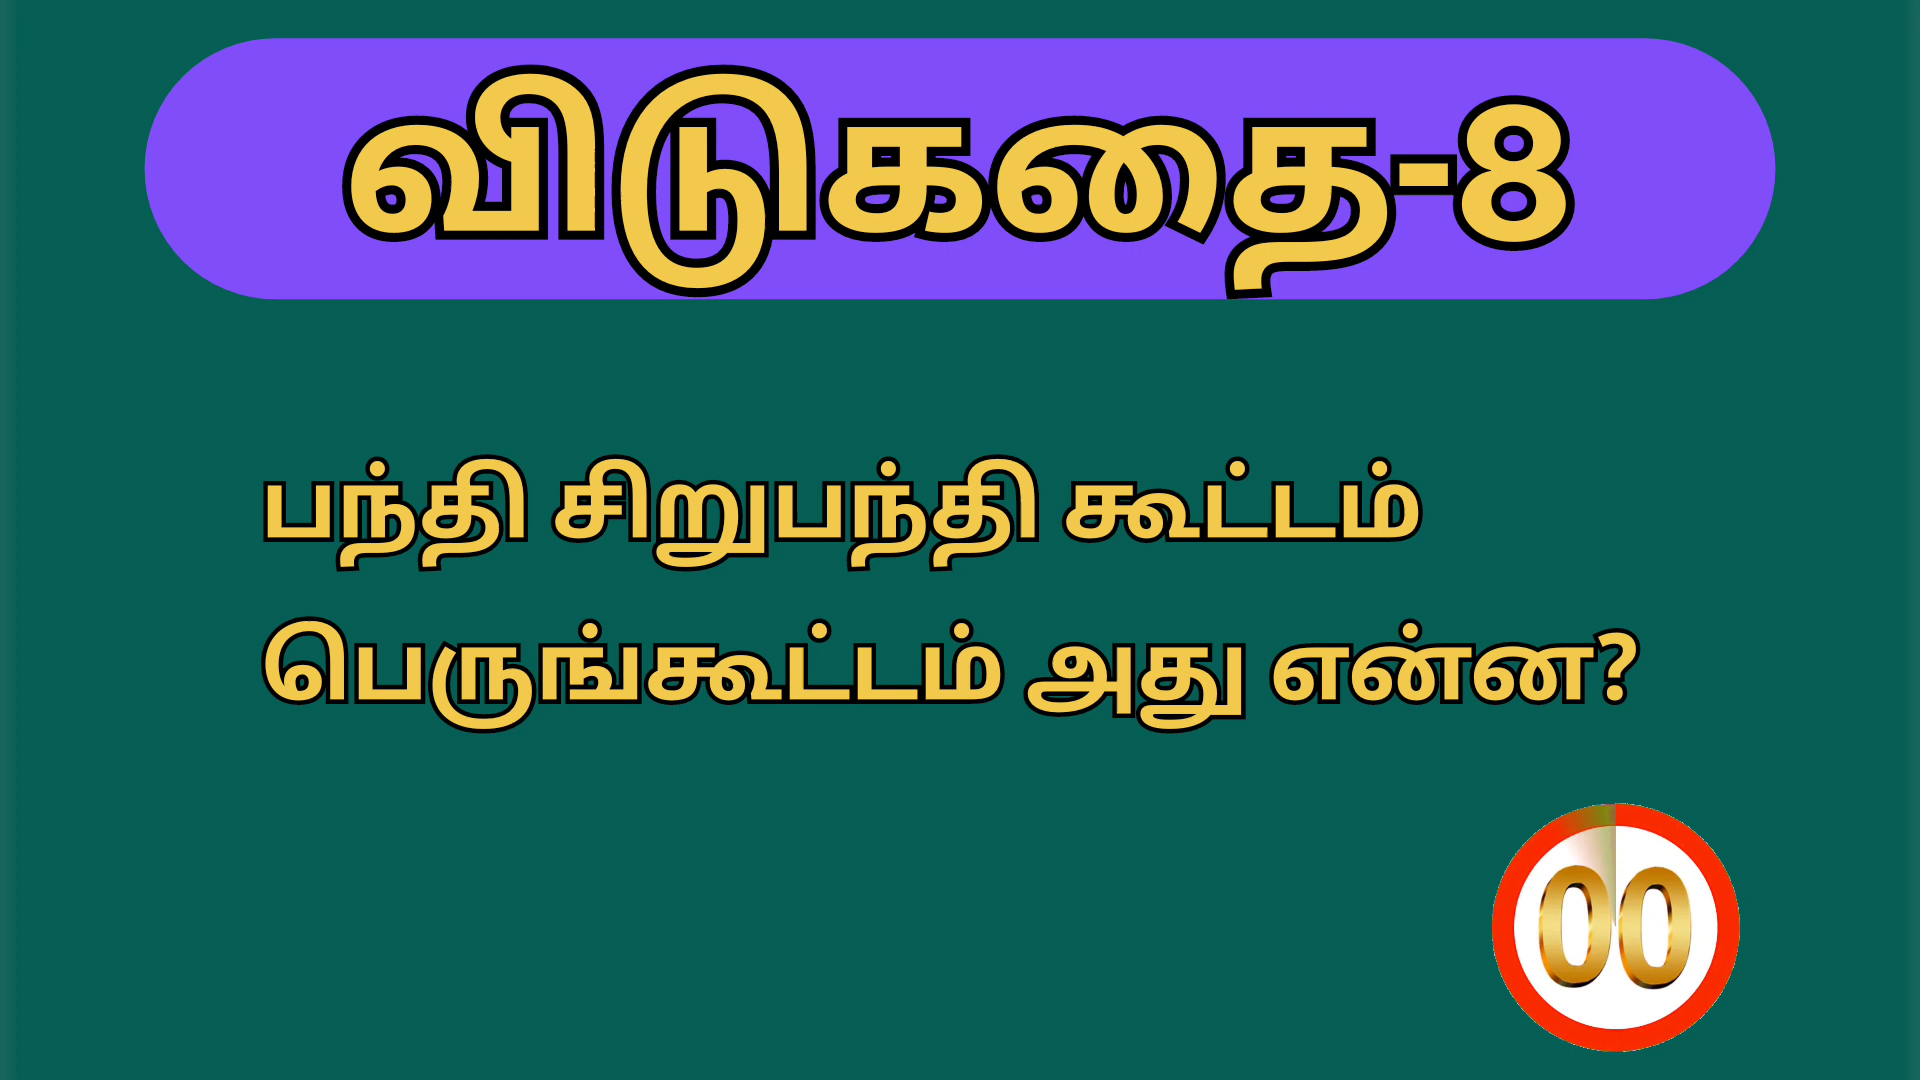 விடுகதை-8
பந்தி சிறுபந்தி கூட்டம்
பெருங்கூட்டம் அது என்ன?
00